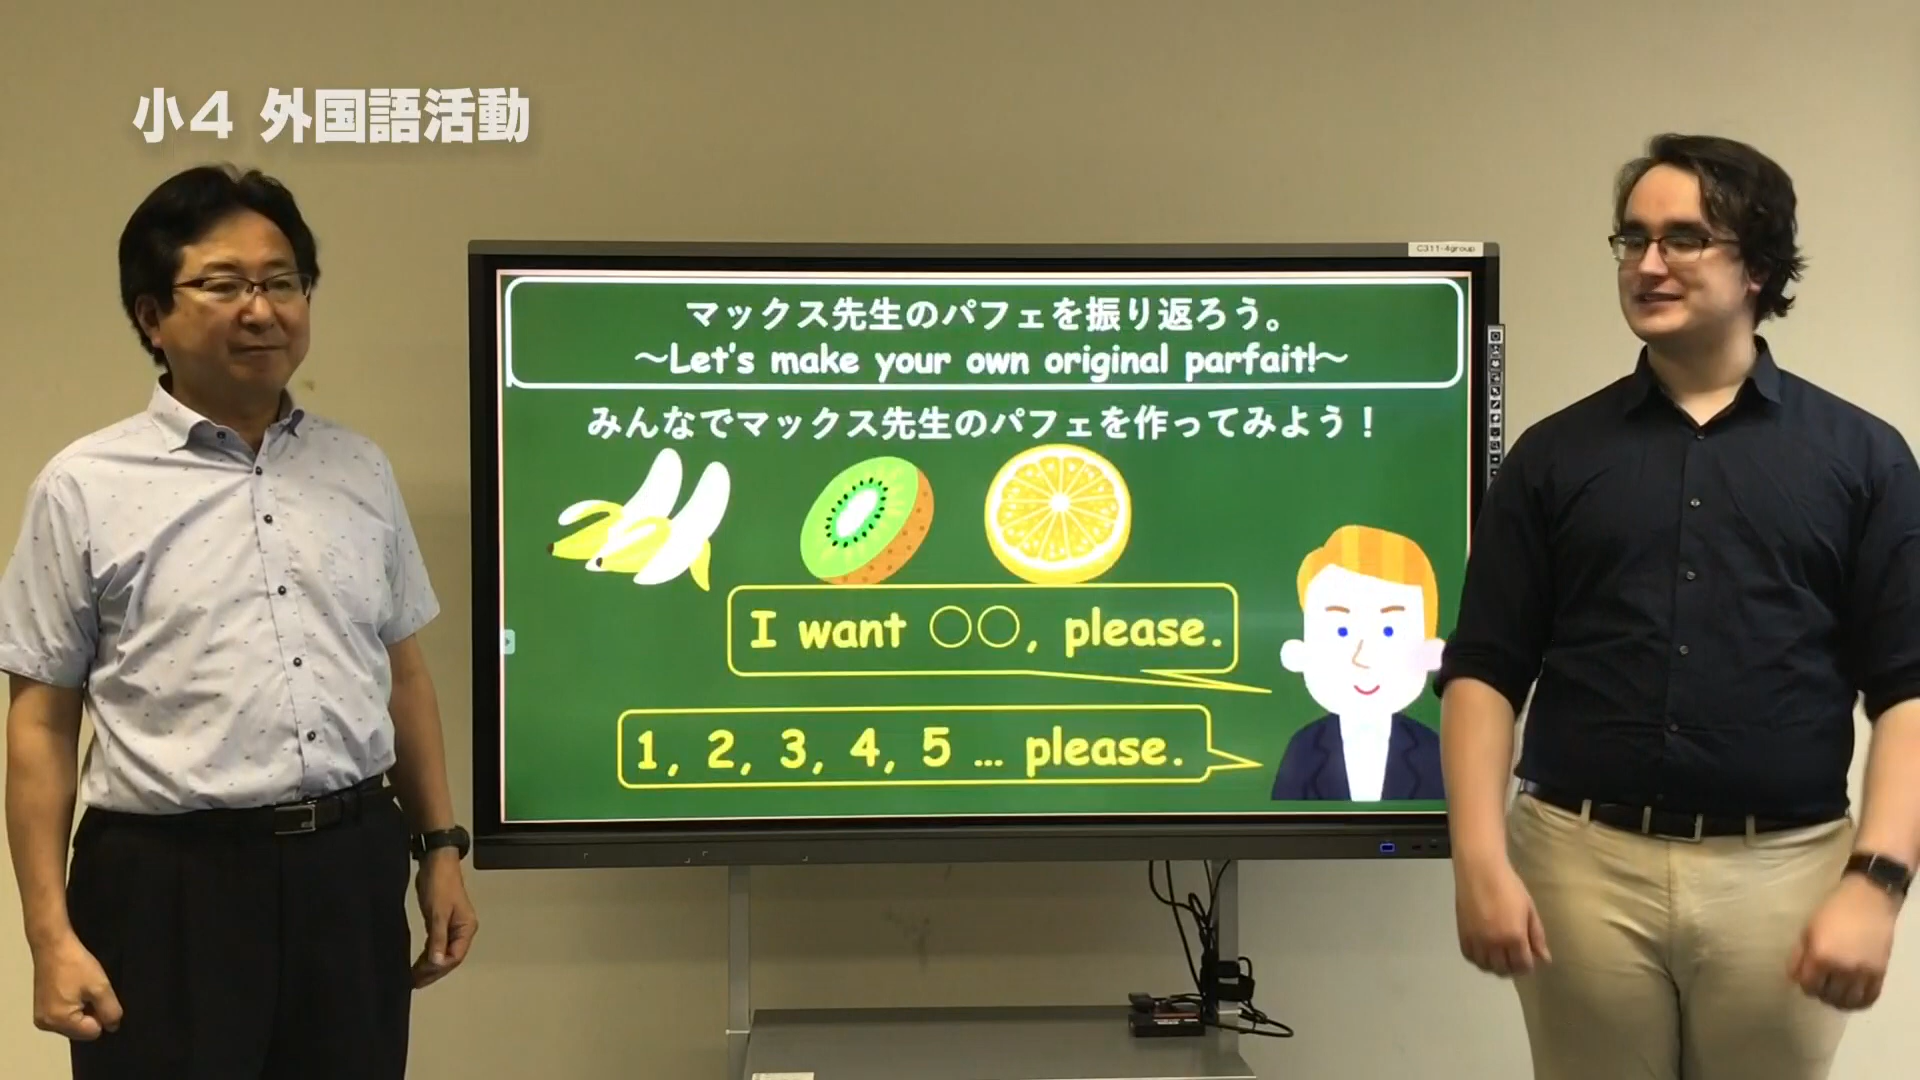 小4 外国語活動
C311-4group
マックス先生のパフェを振り返ろう。
～Let's make your own original parfait!～
みんなでマックス先生のパフェを作ってみよう！
I want ○○, please.
1, 2, 3, 4, 5 … please.